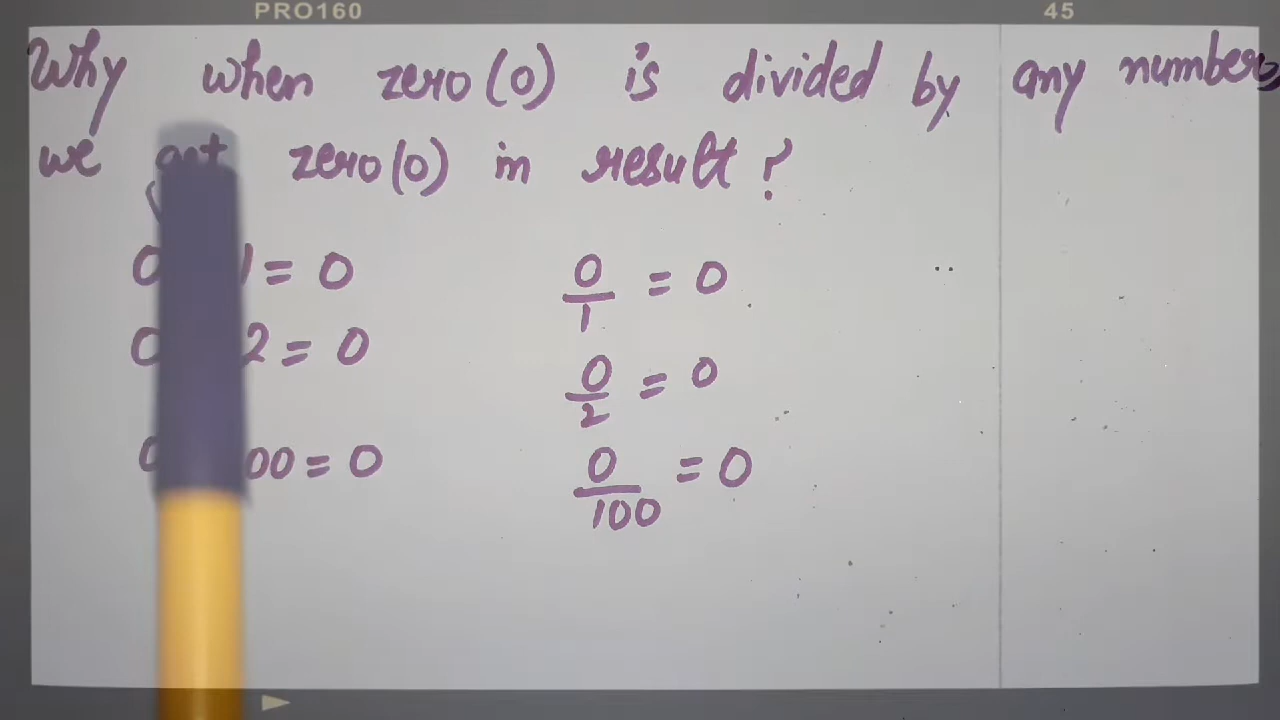 PRO160 45
Why when zero (0) is divided by any number,
we get zero (0) in result?
0 1 = 0
0/1 = 0
0 2 = 0
0/2 = 0
00 = 0
0/100 = 0